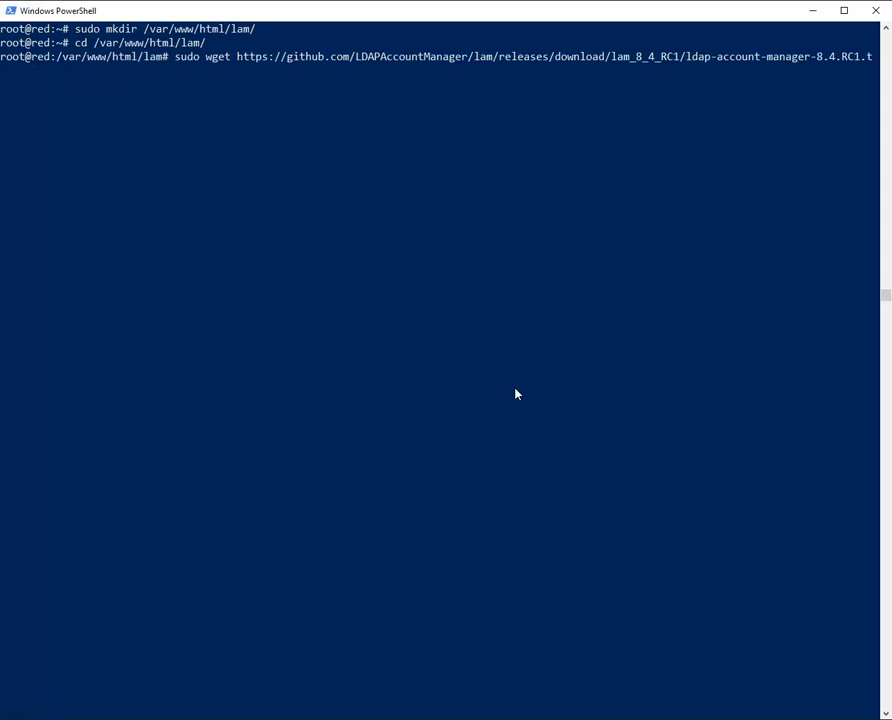 Windows PowerShell
root@red:~# sudo mkdir /var/www/html/lam/
root@red:~# cd /var/www/html/lam/
root@red:/var/www/html/lam# sudo wget https://github.com/LDAPAccountManager/lam/releases/download/lam_8_4_RC1/ldap-account-manager-8.4.RC1.t